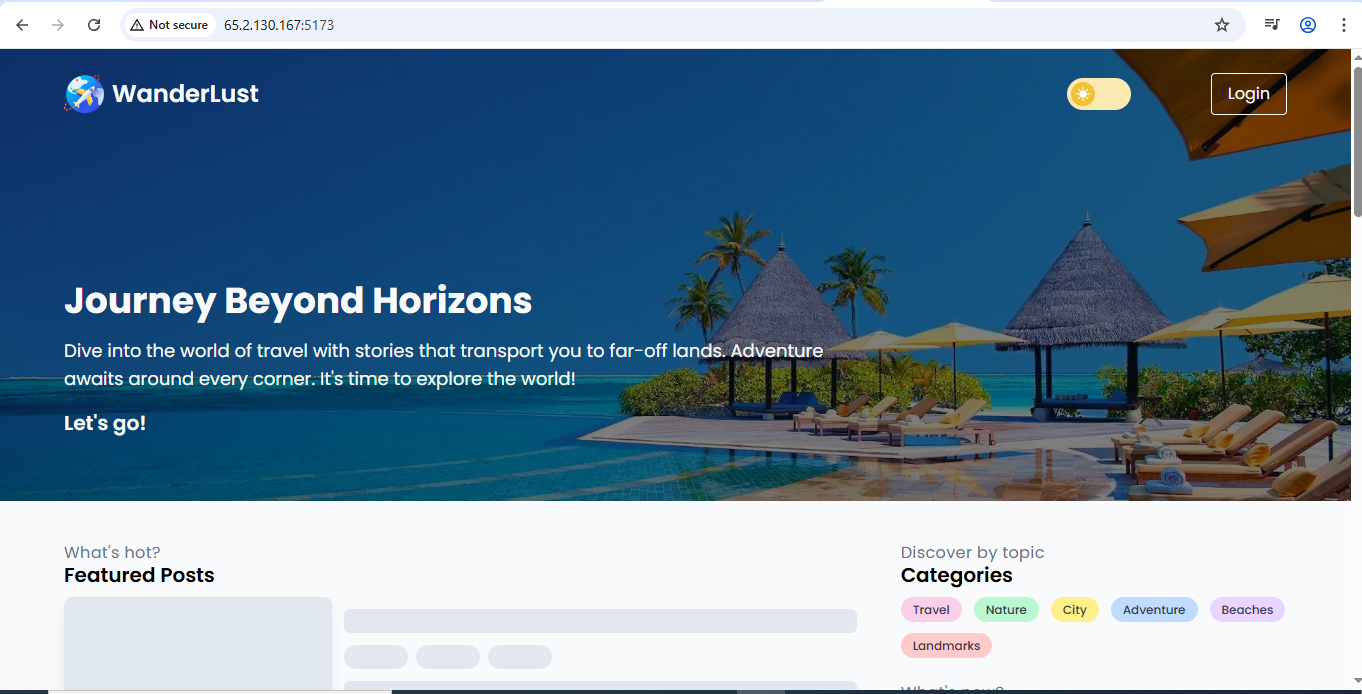 Not secure
65.2.130.167:5173
WanderLust
Login
Journey Beyond Horizons
Dive into the world of travel with stories that transport you to far-off lands. Adventure
awaits around every corner. It's time to explore the world!
Let's go!
What's hot?
Featured Posts
Discover by topic
Categories
Travel
Nature
City
Adventure
Beaches
Landmarks
What's new?